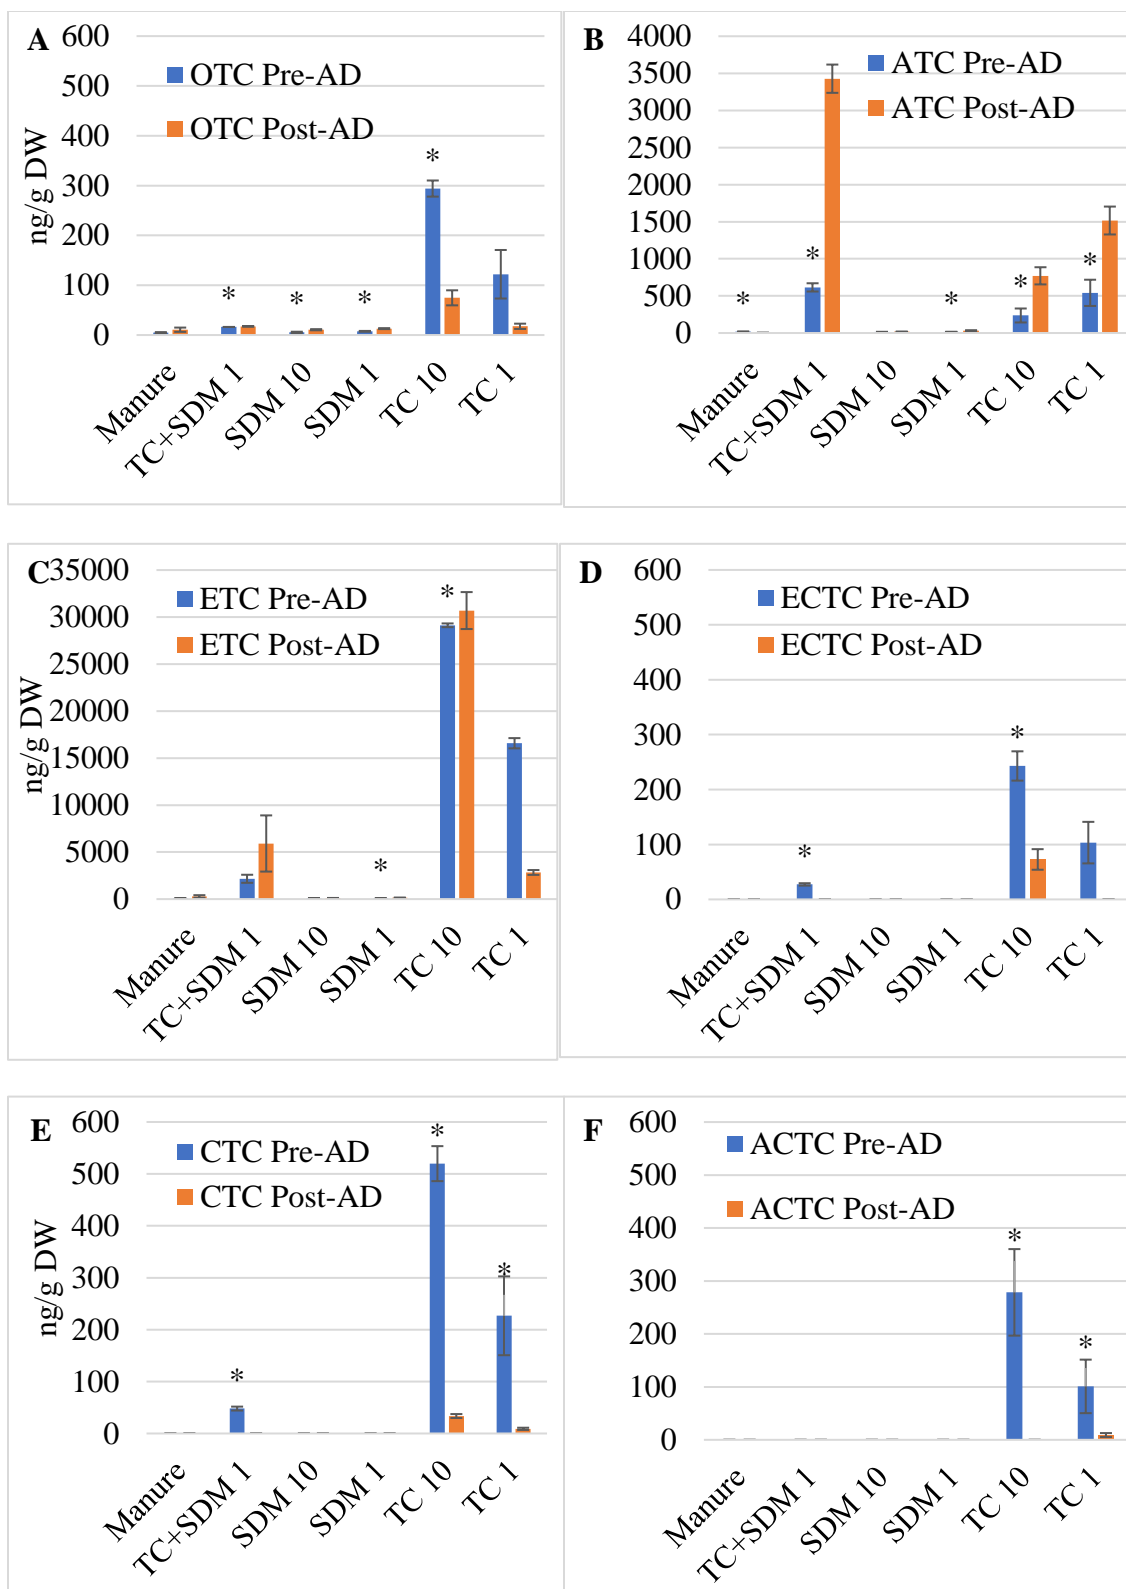 A
600
500
400
300
200
100
0
ng/g DW
OTC Pre-AD
OTC Post-AD
*
*
*
*
Manure
TC+SDM 1
SDM 10
SDM 1
TC 10
TC 1
B
4000
3500
3000
2500
2000
1500
1000
500
0
ATC Pre-AD
ATC Post-AD
*
*
*
*
*
Manure
TC+SDM 1
SDM 10
SDM 1
TC 10
TC 1
C
35000
30000
25000
20000
15000
10000
5000
0
ng/g DW
ETC Pre-AD
ETC Post-AD
*
*
Manure
TC+SDM 1
SDM 10
SDM 1
TC 10
TC 1
D
600
500
400
300
200
100
0
ECTC Pre-AD
ECTC Post-AD
*
*
Manure
TC+SDM 1
SDM 10
SDM 1
TC 10
TC 1
E
600
500
400
300
200
100
0
ng/g DW
CTC Pre-AD
CTC Post-AD
*
*
*
Manure
TC+SDM 1
SDM 10
SDM 1
TC 10
TC 1
F
600
500
400
300
200
100
0
ACTC Pre-AD
ACTC Post-AD
*
*
Manure
TC+SDM 1
SDM 10
SDM 1
TC 10
TC 1